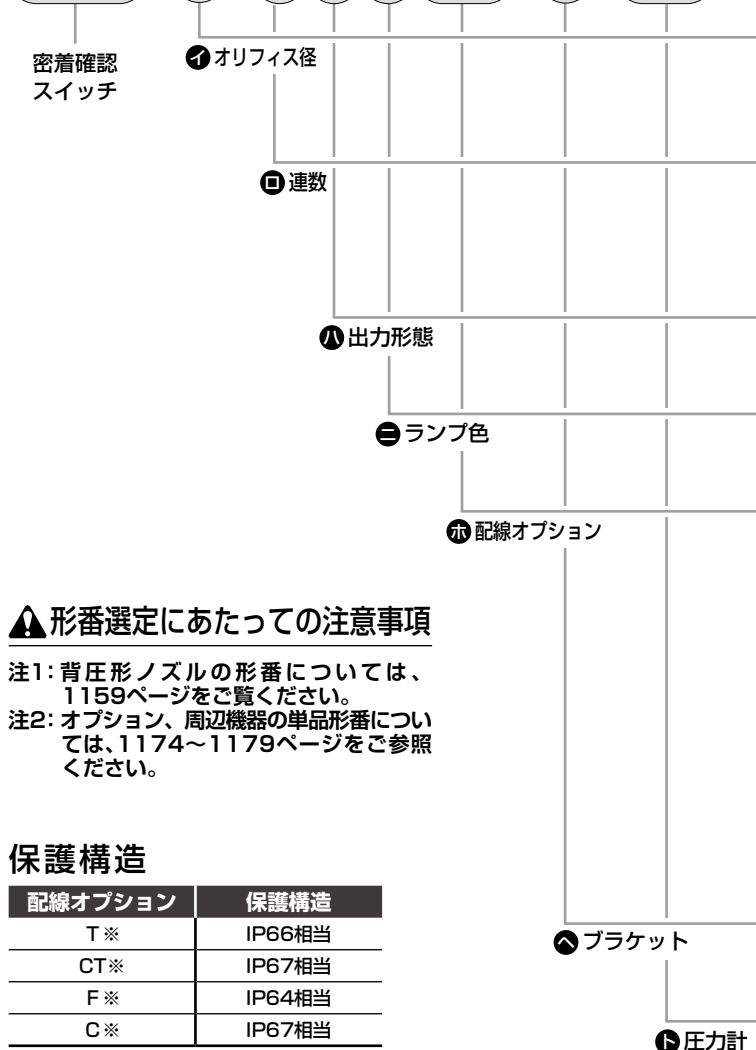 密着確認
スイッチ
イ オリフィス径
ロ 連数
ハ 出力形態
ニ ランプ色
ホ 配線オプション
形番選定にあたっての注意事項
注1：背圧形ノズルの形番については、
1159ページをご覧ください。
注2：オプション、周辺機器の単品形番につい
ては、1174～1179ページをご参照
ください。
保護構造
配線オプション 保護構造
T※ IP66相当
CT※ IP67相当
F※ IP64相当
C※ IP67相当
ヘ ブラケット
ト 圧力計